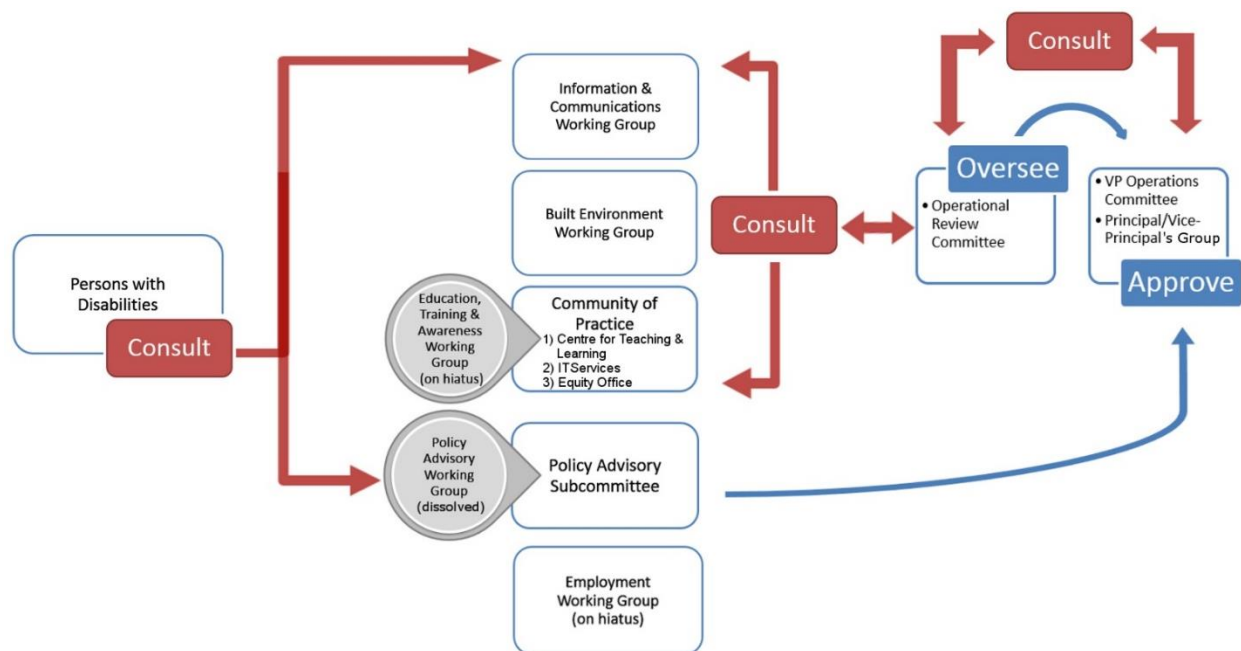 Persons with
Disabilities
Consult
Information &
Communications
Working Group
Built Environment
Working Group
Education,
Training &
Awareness
Working
Group
(on hiatus)
Community of
Practice
1) Centre for Teaching &
Learning
2) ITServices
3) Equity Office
Policy
Advisory
Working
Group
(dissolved)
Policy Advisory
Subcommittee
Employment
Working Group
(on hiatus)
Consult
Consult
Oversee
• Operational
Review
Committee
• VP Operations
Committee
• Principal/Vice-
Principal's Group
Approve